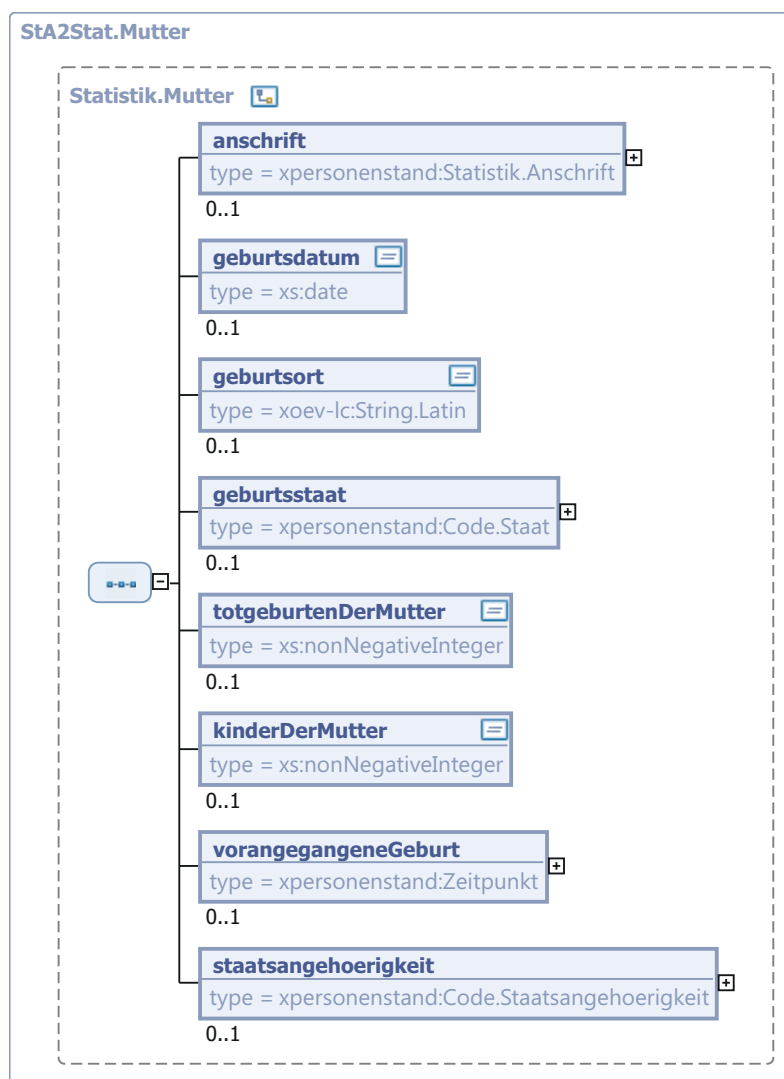 StA2Stat.Mutter
Statistik.Mutter
anschrift
type = xpersonenstand:Statistik.Anschrift
0..1
geburtsdatum
type = xs:date
0..1
geburtsort
type = xoev-lc:String.Latin
0..1
geburtsstaat
type = xpersonenstand:Code.Staat
0..1
totgeburtenDerMutter
type = xs:nonNegativeInteger
0..1
kinderDerMutter
type = xs:nonNegativeInteger
0..1
vorangegangeneGeburt
type = xpersonenstand:Zeitpunkt
0..1
staatsangehoerigkeit
type = xpersonenstand:Code.Staatsangehoerigkeit
0..1